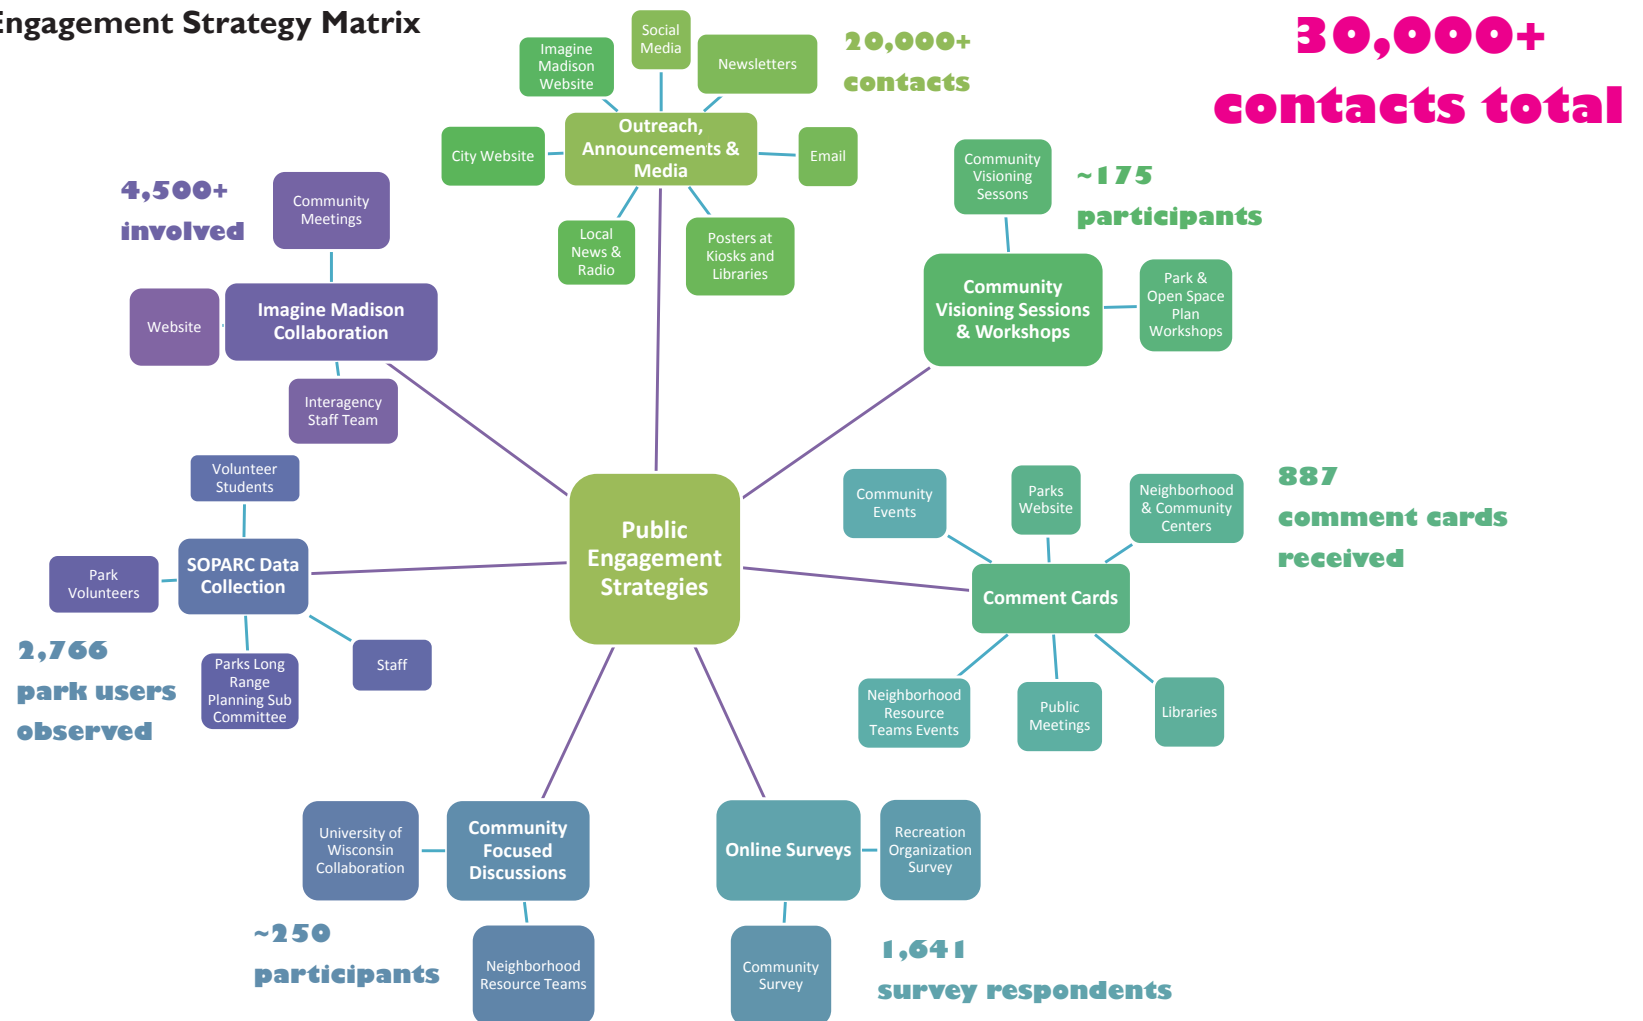 Engagement Strategy Matrix
30,000+
contacts total
Social
Media
Imagine
Madison
Website
Newsletters
20,000+
contacts
City Website
Outreach,
Announcements &
Media
Email
Local
News &
Radio
Posters at
Kiosks and
Libraries
Community
Visioning
Sessons
~175
participants
Community
Visioning Sessions
& Workshops
Park &
Open Space
Plan
Workshops
4,500+
involved
Community
Meetings
Website
Imagine Madison
Collaboration
Interagency
Staff Team
Public
Engagement
Strategies
Volunteer
Students
Park
Volunteers
SOPARC Data
Collection
Parks Long
Range
Planning Sub
Committee
Staff
2,766
park users
observed
Community
Events
Parks
Website
Neighborhood
& Community
Centers
887
comment cards
received
Comment Cards
Neighborhood
Resource
Teams Events
Public
Meetings
Libraries
University of
Wisconsin
Collaboration
Community
Focused
Discussions
~250
participants
Neighborhood
Resource Teams
Online Surveys
Recreation
Organization
Survey
Community
Survey
1,641
survey respondents